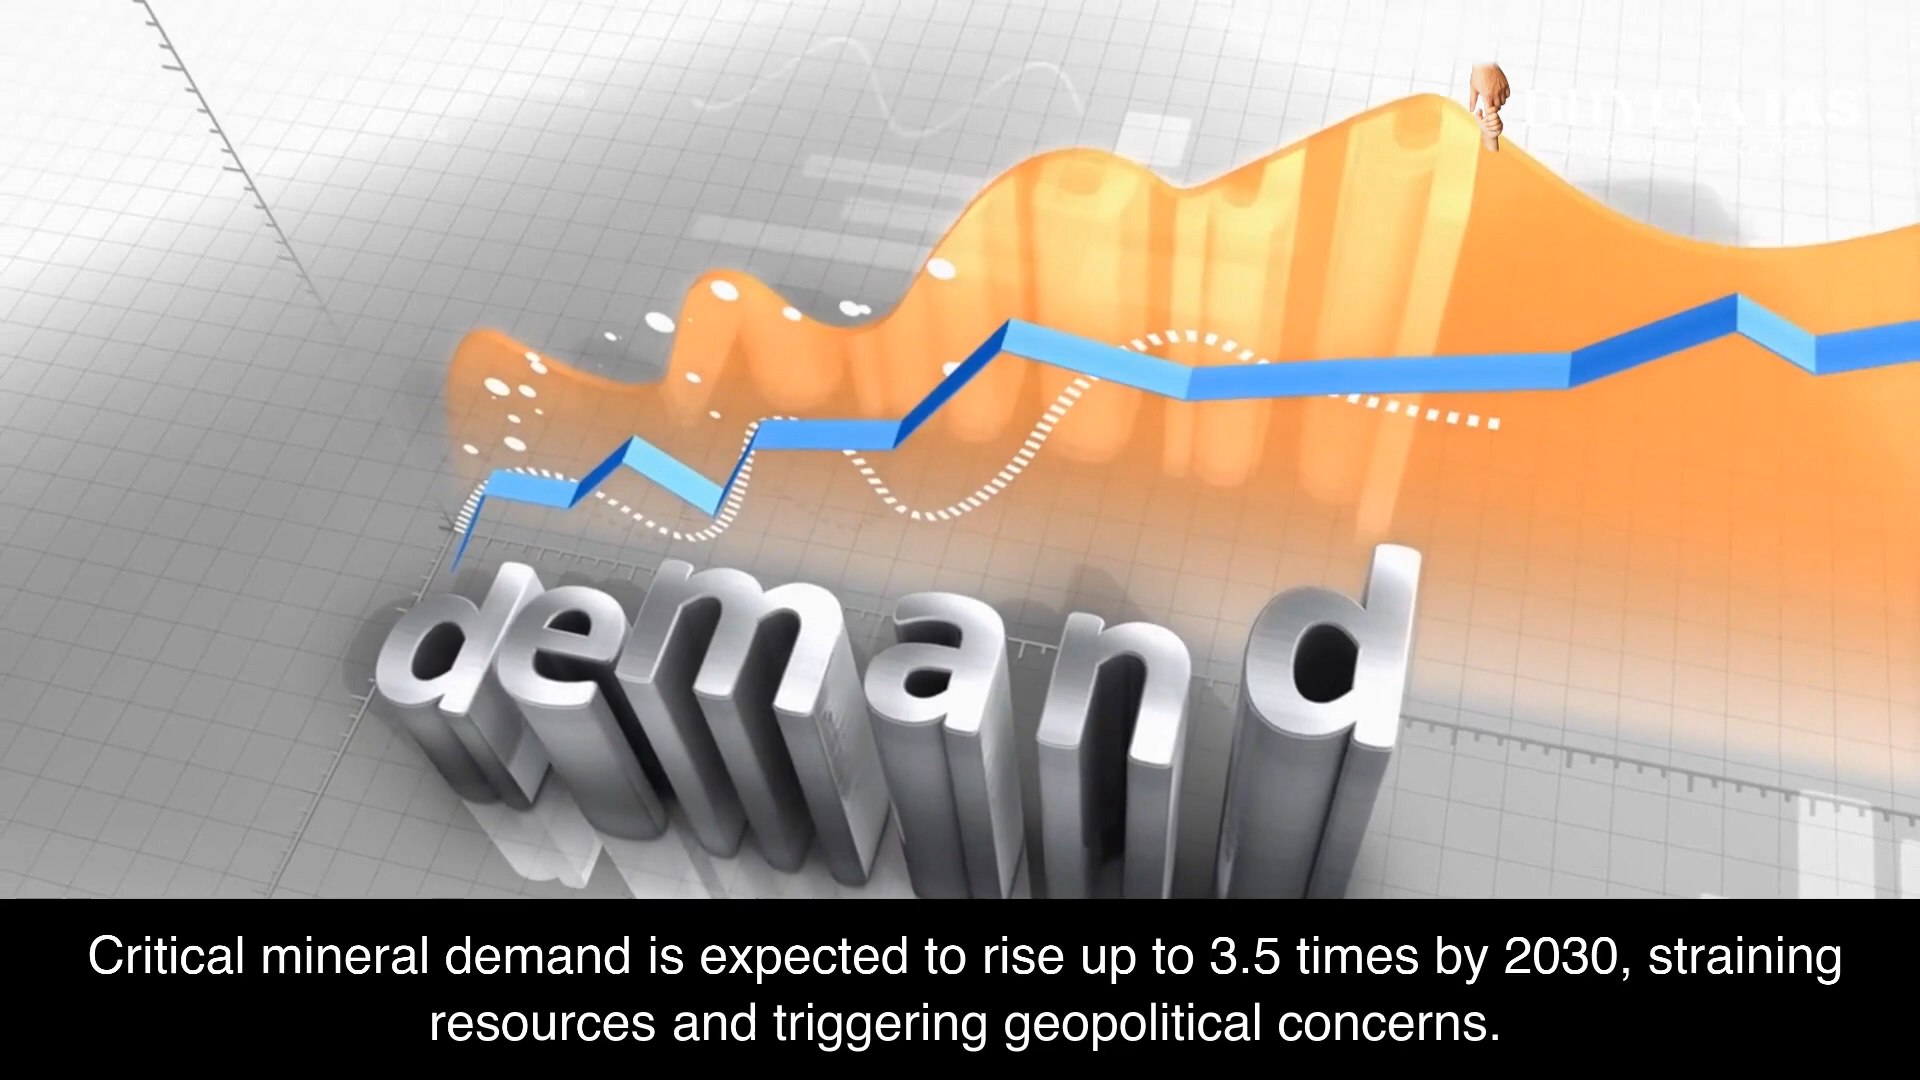 demand
Critical mineral demand is expected to rise up to 3.5 times by 2030, straining
resources and triggering geopolitical concerns.